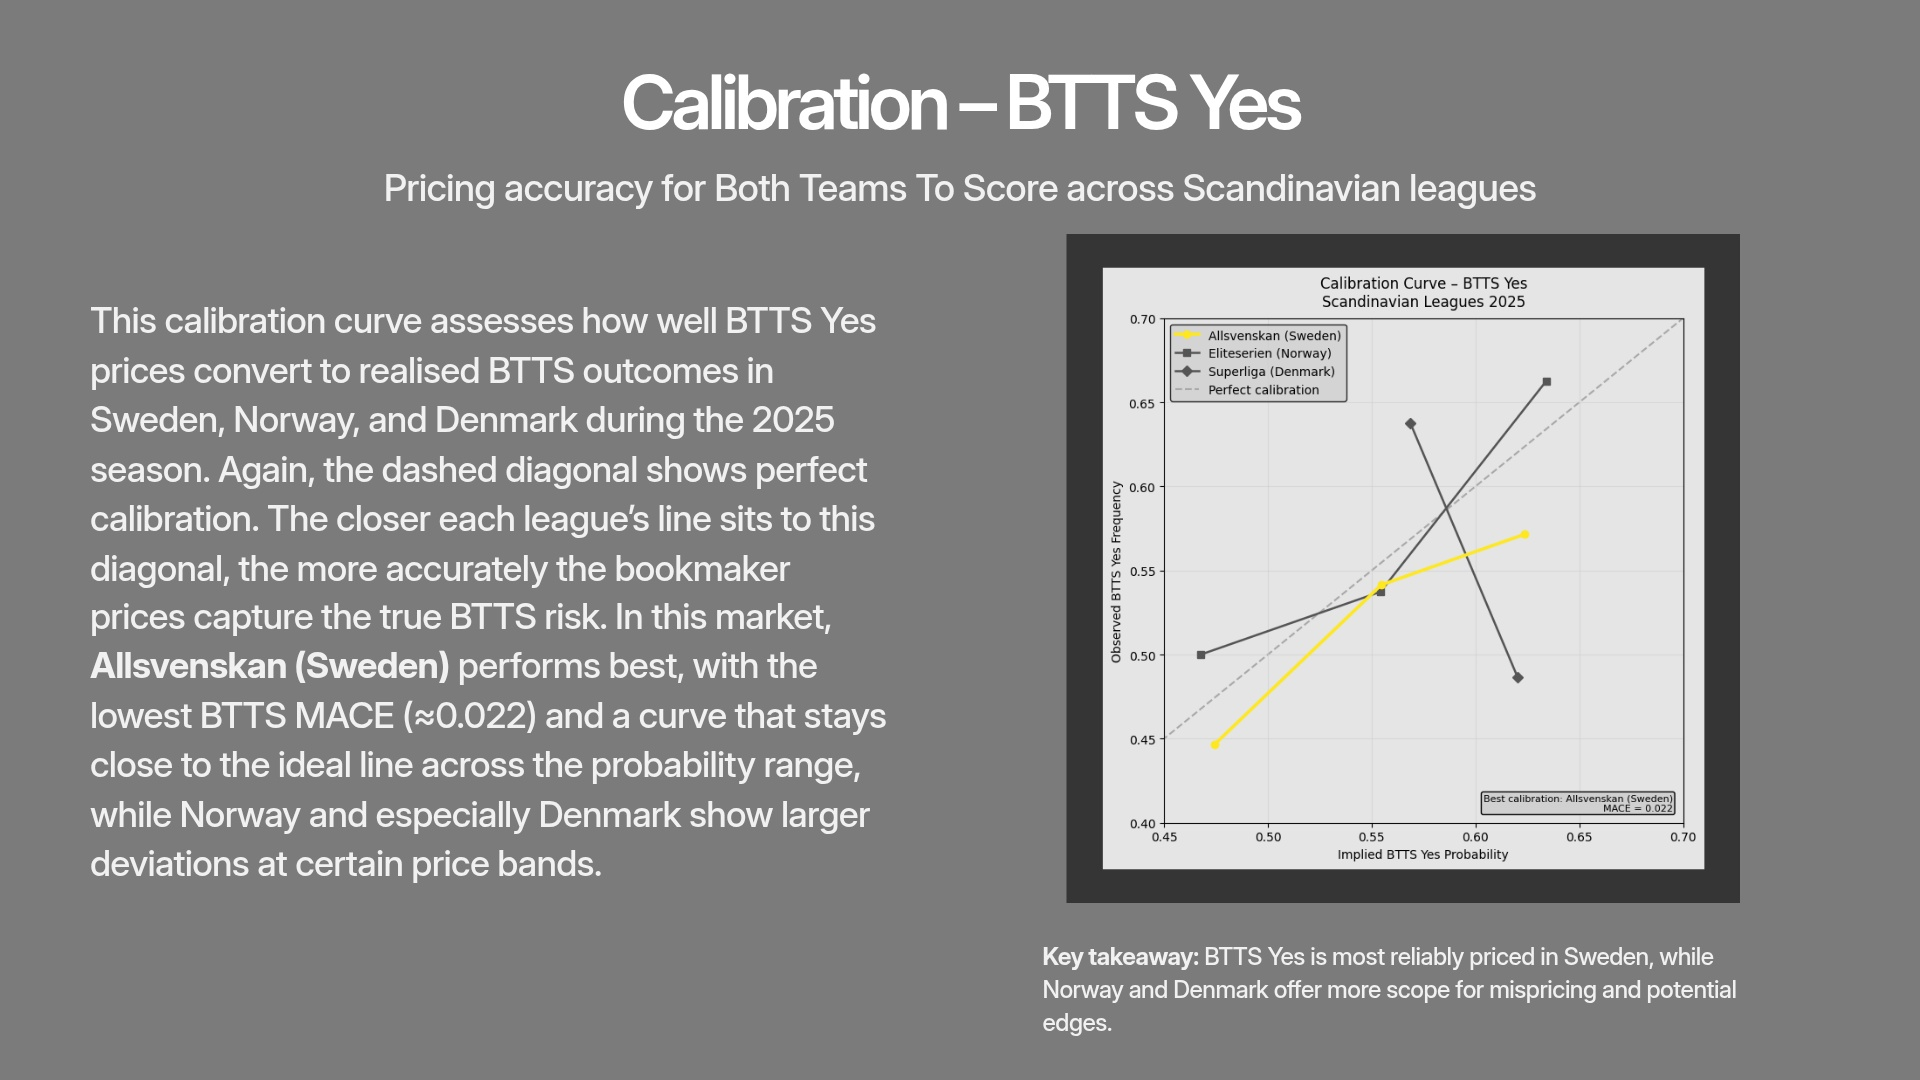 Calibration – BTTS Yes
Pricing accuracy for Both Teams To Score across Scandinavian leagues
This calibration curve assesses how well BTTS Yes
prices convert to realised BTTS outcomes in
Sweden, Norway, and Denmark during the 2025
season. Again, the dashed diagonal shows perfect
calibration. The closer each league’s line sits to this
diagonal, the more accurately the bookmaker
prices capture the true BTTS risk. In this market,
Allsvenskan (Sweden) performs best, with the
lowest BTTS MACE (≈0.022) and a curve that stays
close to the ideal line across the probability range,
while Norway and especially Denmark show larger
deviations at certain price bands.
Calibration Curve – BTTS Yes
Scandinavian Leagues 2025
Allsvenskan (Sweden)
Eliteserien (Norway)
Superliga (Denmark)
Perfect calibration
Observed BTTS Yes Frequency
0.70
0.65
0.60
0.55
0.50
0.45
0.40
Best calibration: Allsvenskan (Sweden)
MACE = 0.022
0.45 0.50 0.55 0.60 0.65 0.70
Implied BTTS Yes Probability
Key takeaway: BTTS Yes is most reliably priced in Sweden, while
Norway and Denmark offer more scope for mispricing and potential
edges.